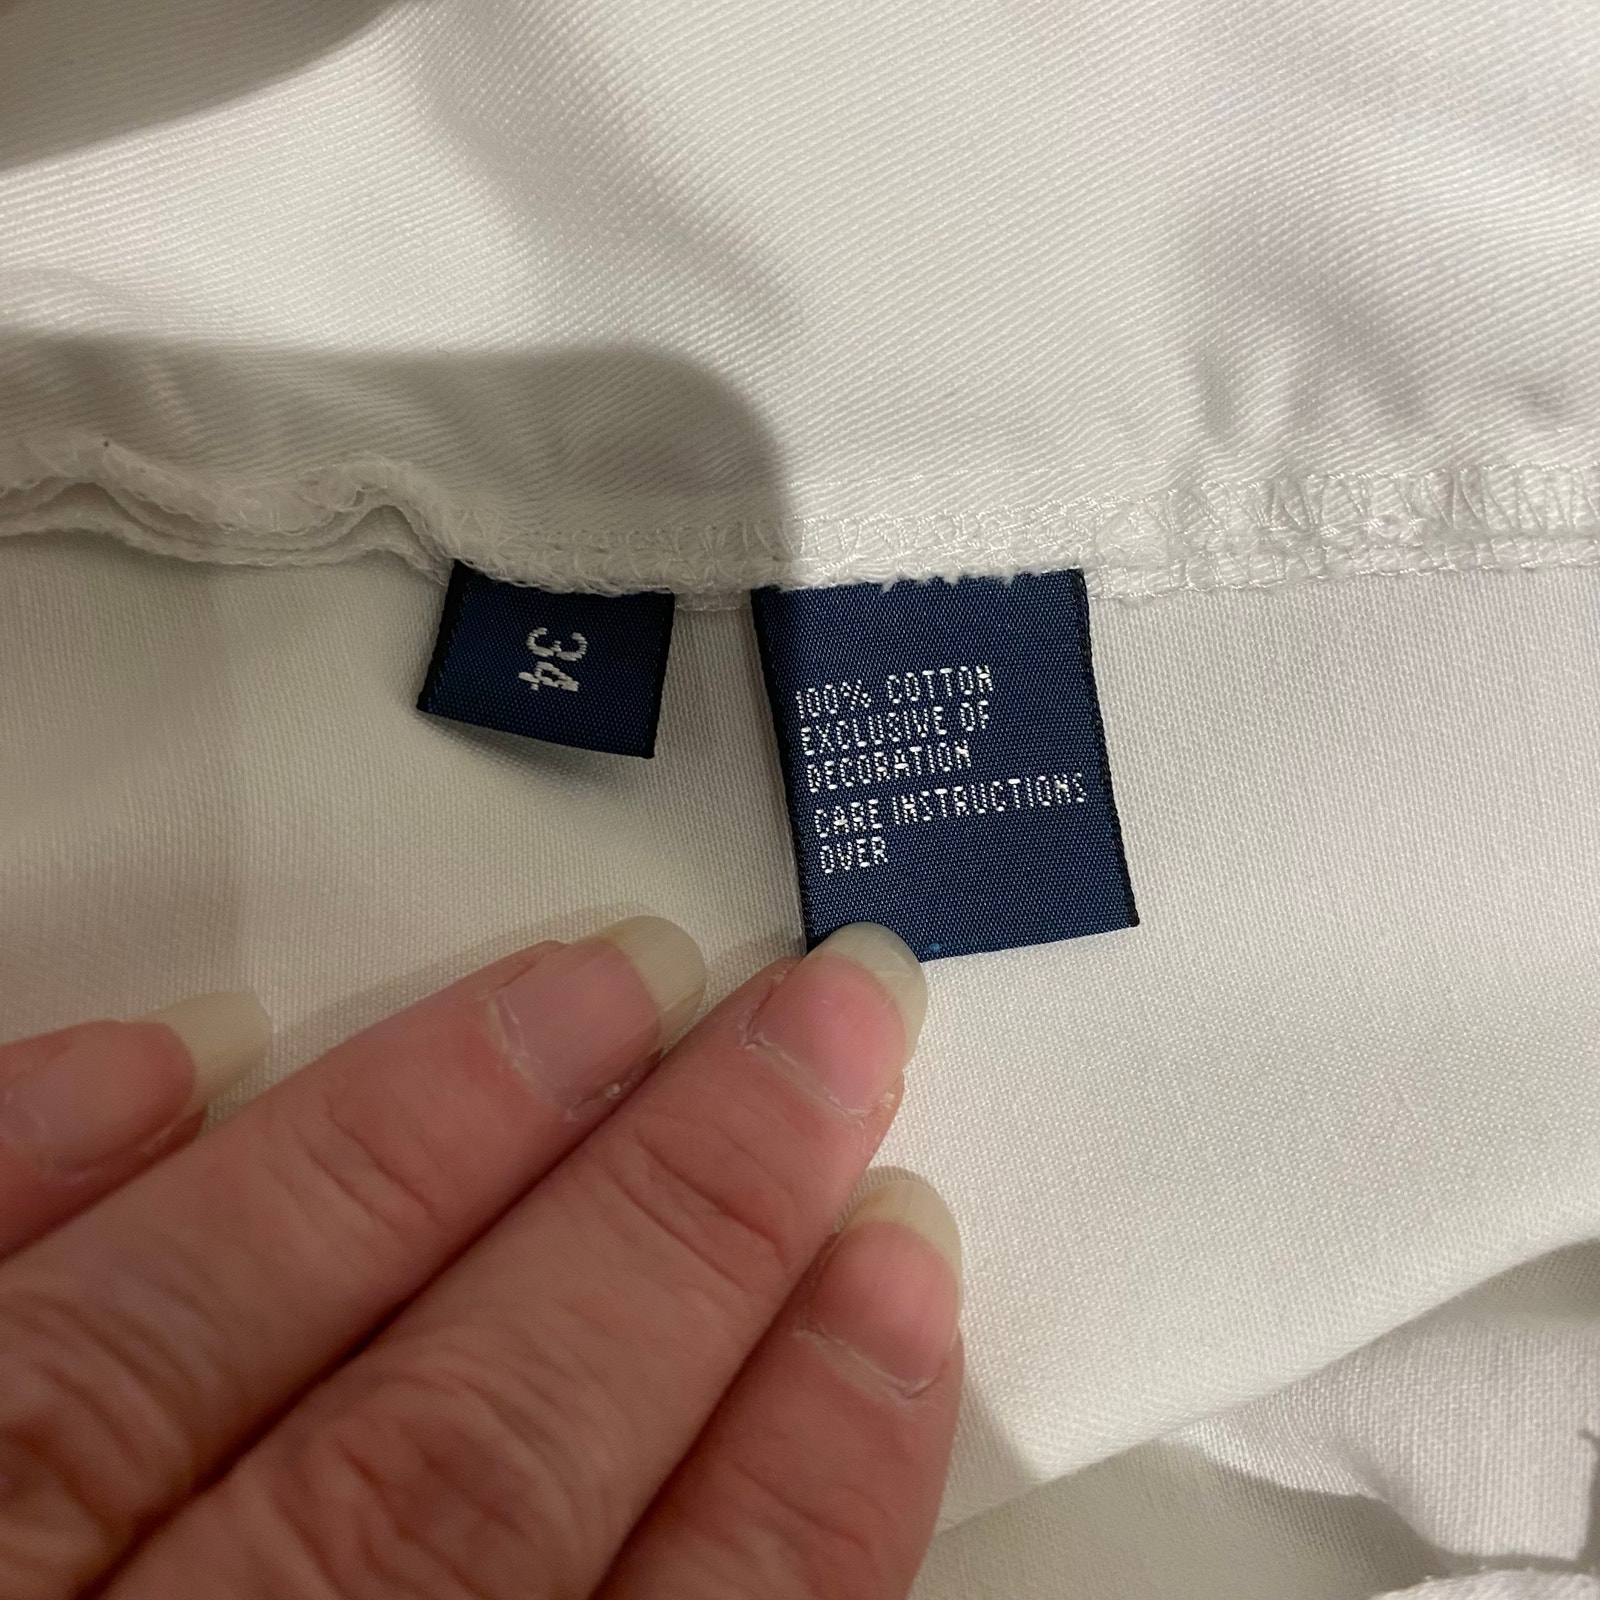 34
100% COTTON
EXCLUSIVE OF
DECORATION
CARE INSTRUCTIONS
OVER